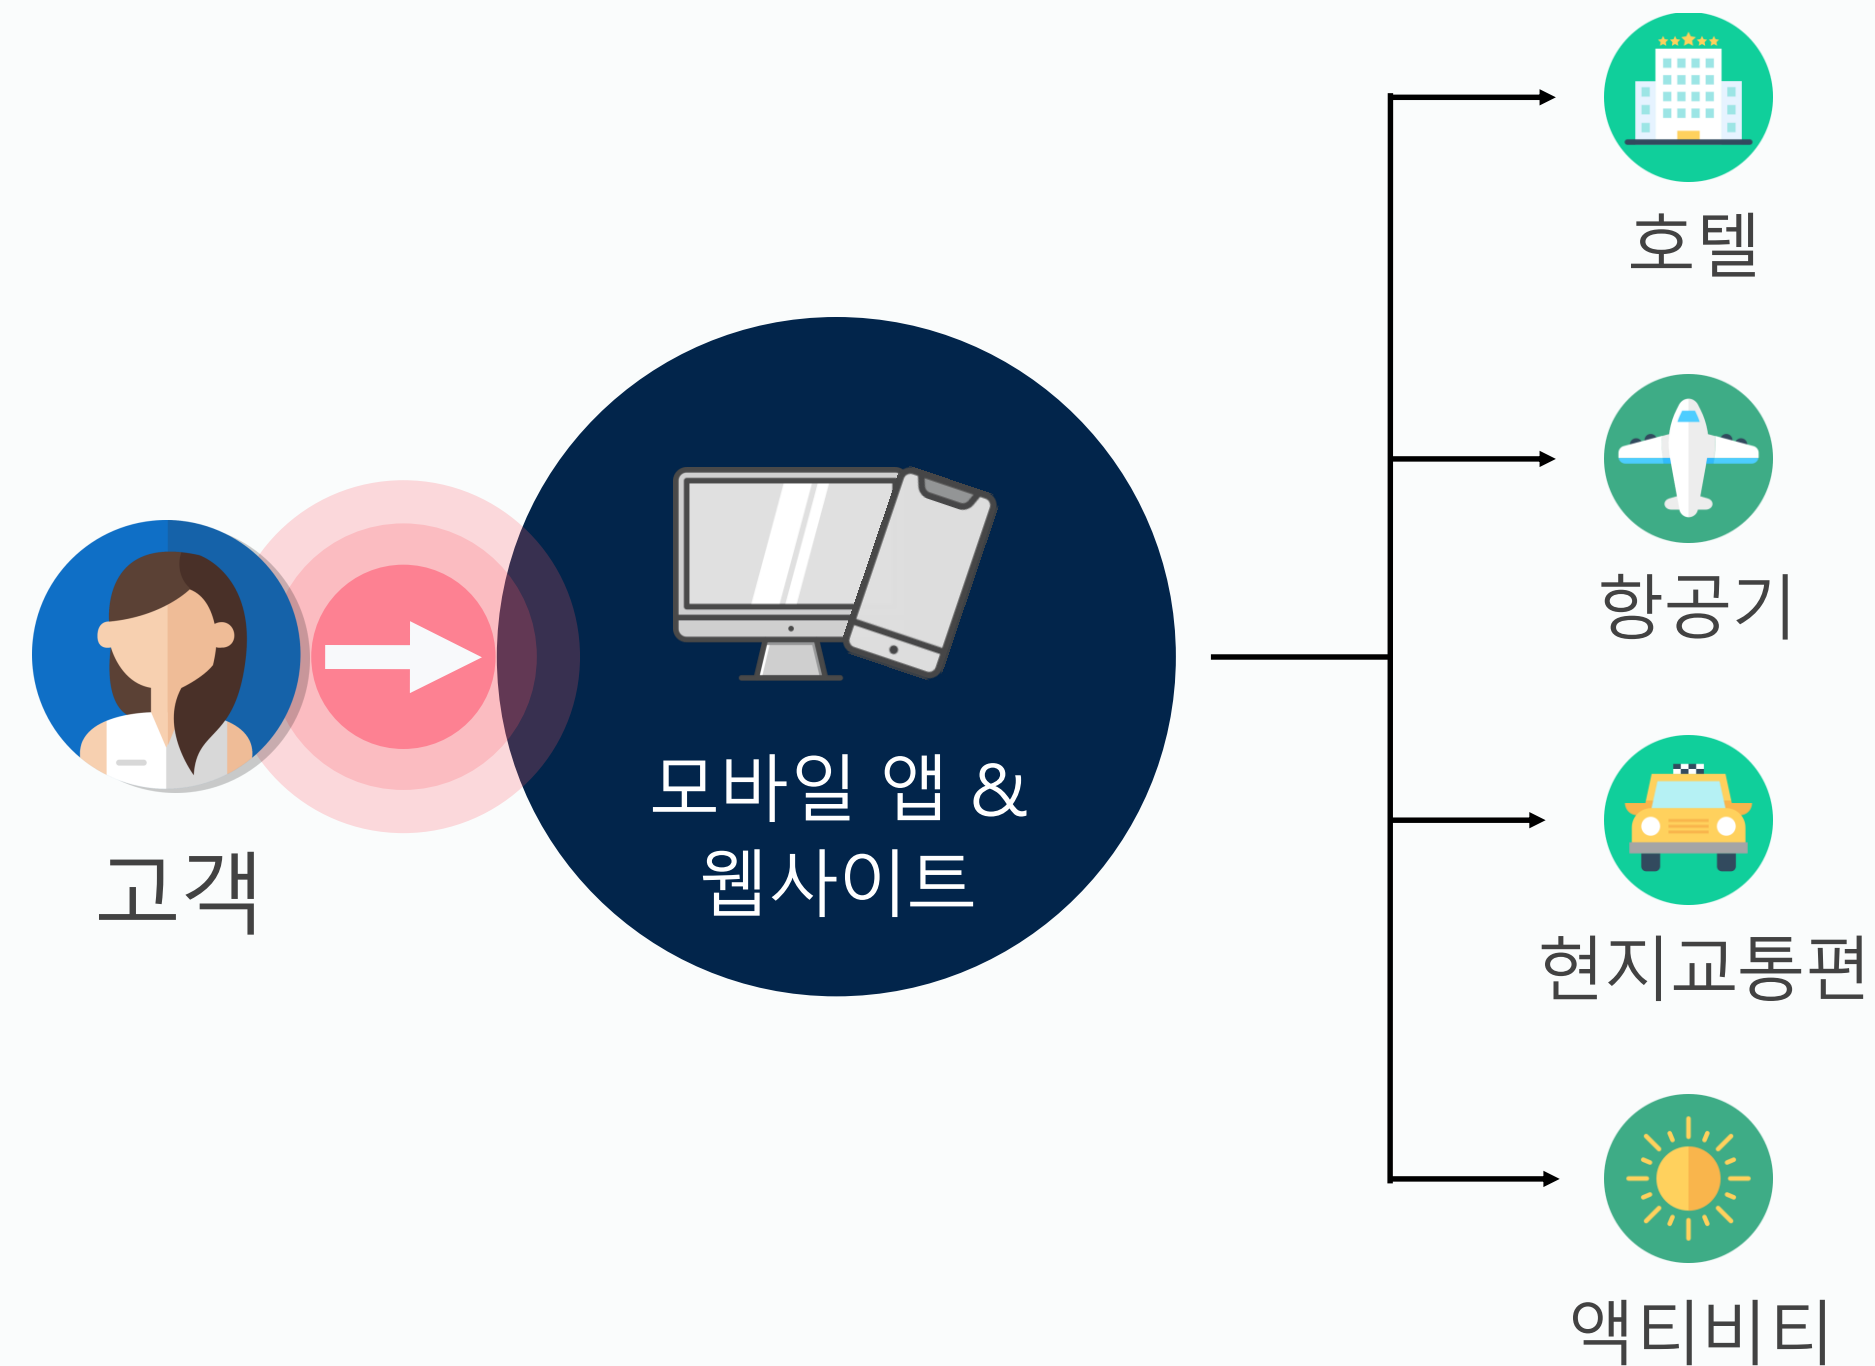 고객
모바일 앱 &
웹사이트
호텔
항공기
현지교통편
액티비티